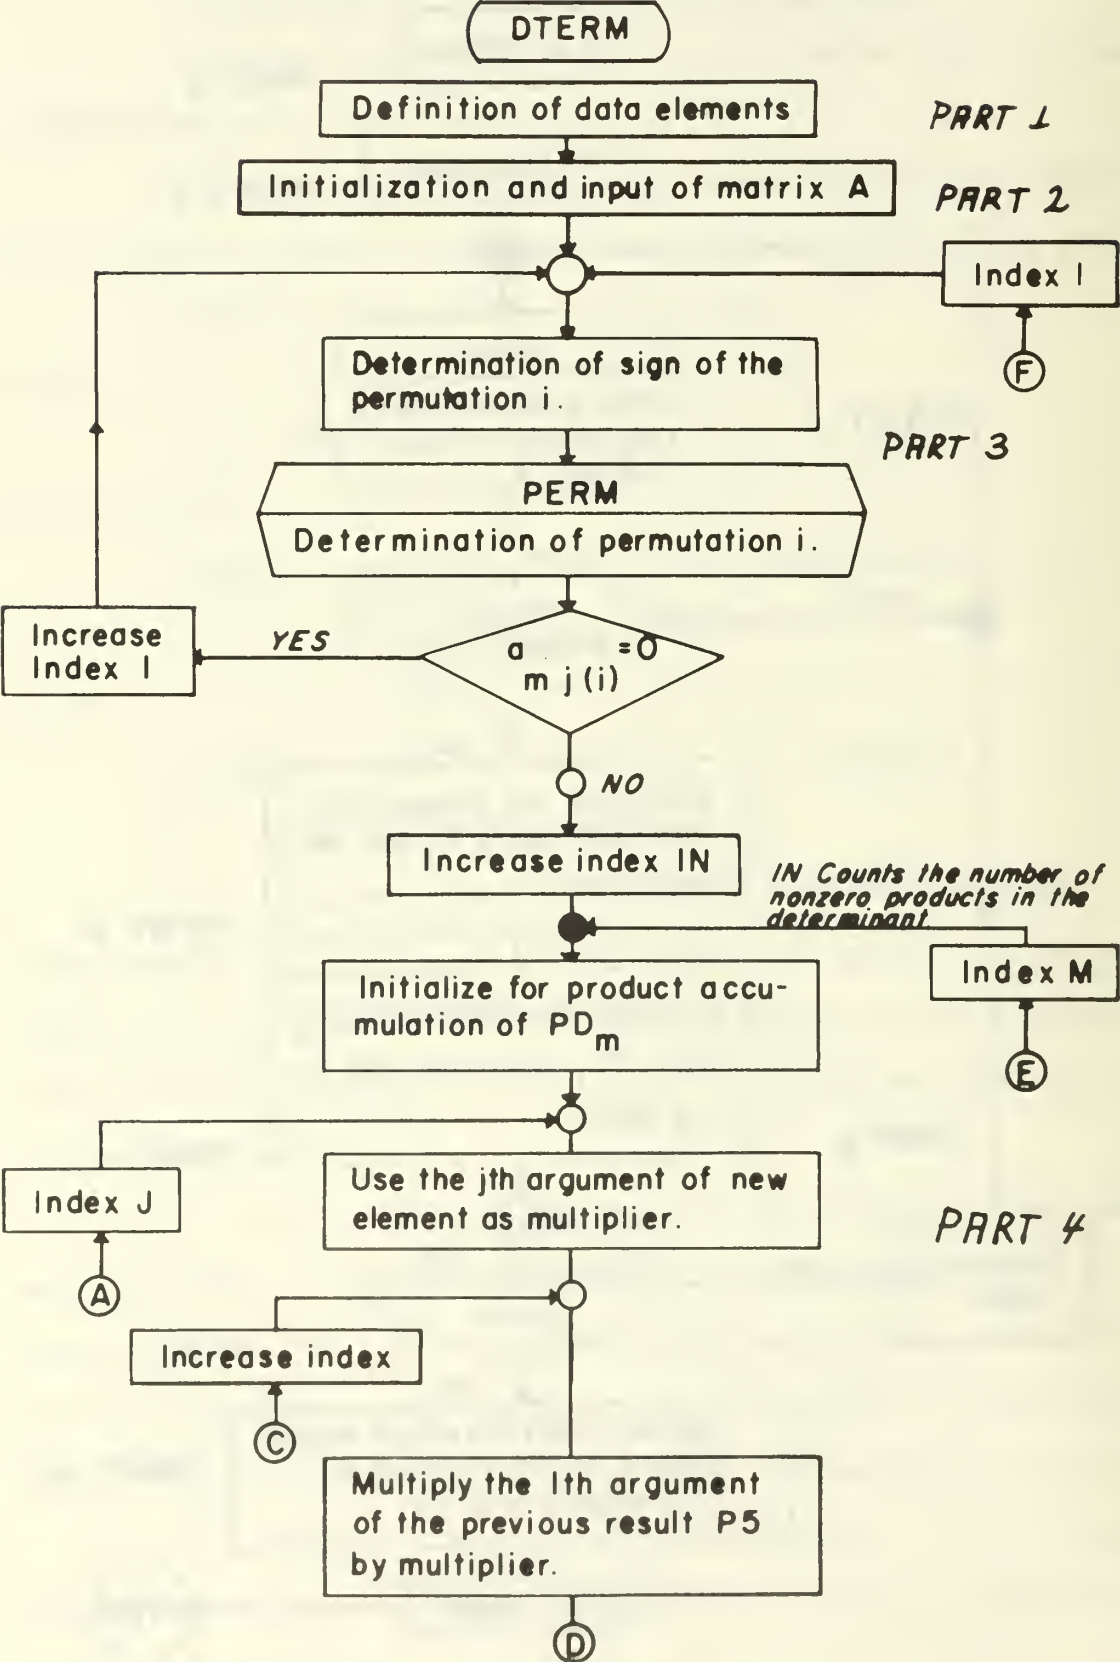 DTERM
Definition of data elements
PART 1
Initialization and input of matrix A
PART 2
Index I
F
Determination of sign of the
permutation i.
PART 3
PERM
Determination of permutation i.
Increase
Index I
YES
a =0
m j (i)
NO
Increase index IN
IN Counts the number of
nonzero products in the
determinant
Index M
E
Initialize for product accu-
mulation of PDm
Index J
A
Use the jth argument of new
element as multiplier.
PART 4
Increase index
C
Multiply the Ith argument
of the previous result P5
by multiplier.
D